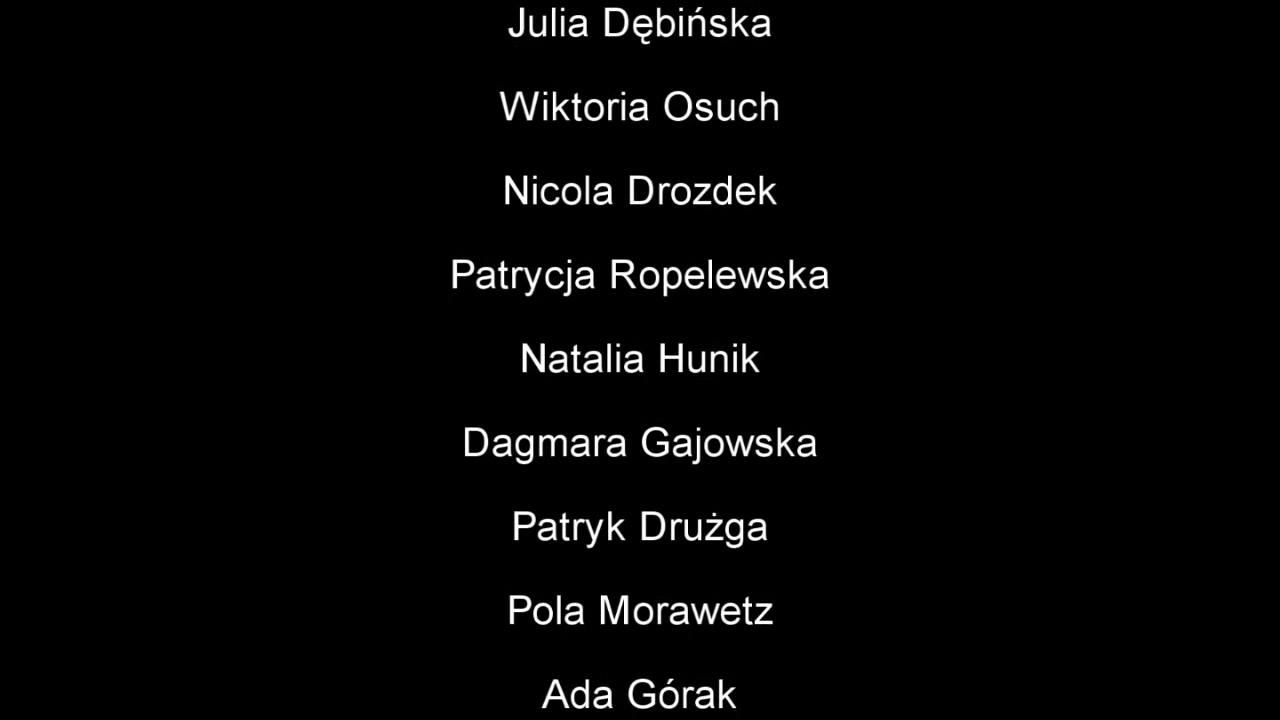 Julia Dębińska
Wiktoria Osuch
Nicola Drozdek
Patrycja Ropelewska
Natalia Hunik
Dagmara Gajowska
Patryk Drużga
Pola Morawetz
Ada Górak